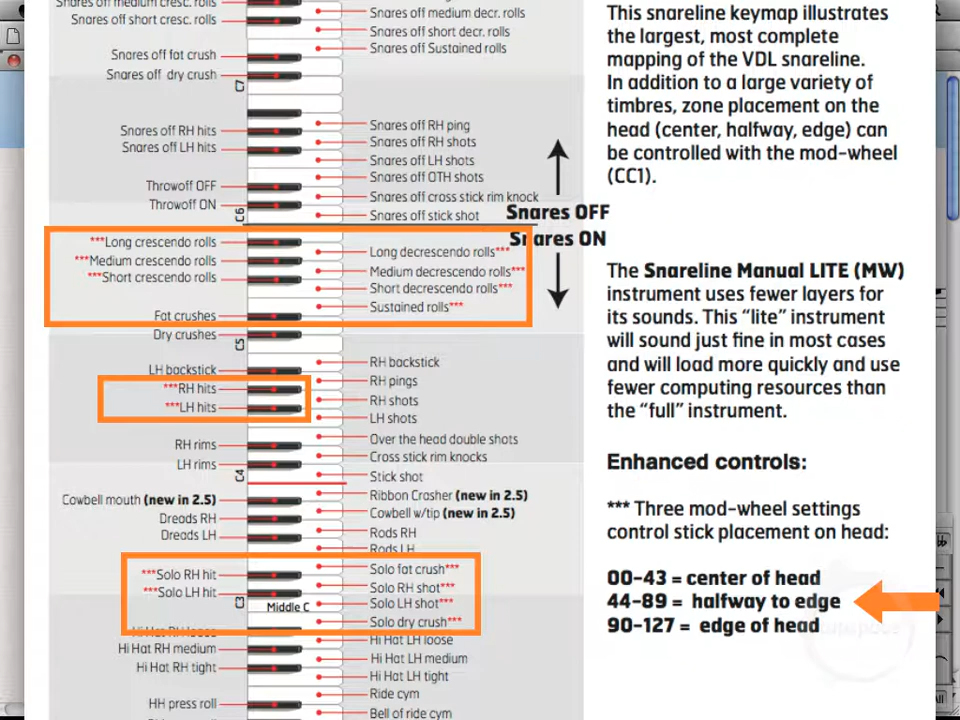 Snares off medium cresc. rolls
Snares off short cresc. rolls
Snares off fat crush
Snares off dry crush
C7
Snares off RH hits
Snares off LH hits
Throwoff OFF
Throwoff ON
C6
***Long crescendo rolls
***Medium crescendo rolls
***Short crescendo rolls
Fat crushes
Dry crushes
C5
LH backstick
***RH hits
***LH hits
RH rims
LH rims
C4
Cowbell mouth (new in 2.5)
Dreads RH
Dreads LH
***Solo RH hit
***Solo LH hit
C3
Middle C
Hi Hat RH loose
Hi Hat RH medium
Hi Hat RH tight
HH press roll
Snares off medium decr. rolls
Snares off short decr. rolls
Snares off Sustained rolls
Snares off RH ping
Snares off RH shots
Snares off LH shots
Snares off OTH shots
Snares off cross stick rim knock
Snares off stick shot
Snares OFF
Snares ON
Long decrescendo rolls***
Medium decrescendo rolls***
Short decrescendo rolls***
Sustained rolls***
RH backstick
RH pings
RH shots
LH shots
Over the head double shots
Cross stick rim knocks
Stick shot
Ribbon Crasher (new in 2.5)
Cowbell w/tip (new in 2.5)
Rods RH
Rods LH
Solo fat crush***
Solo RH shot***
Solo LH shot***
Solo dry crush***
Hi Hat LH loose
Hi Hat LH medium
Hi Hat LH tight
Ride cym
Bell of ride cym
This snareline keymap illustrates
the largest, most complete
mapping of the VDL snareline.
In addition to a large variety of
timbres, zone placement on the
head (center, halfway, edge) can
be controlled with the mod-wheel
(CC1).
The Snareline Manual LITE (MW)
instrument uses fewer layers for
its sounds. This “lite” instrument
will sound just fine in most cases
and will load more quickly and use
fewer computing resources than
the “full” instrument.
Enhanced controls:
*** Three mod-wheel settings
control stick placement on head:
00-43 = center of head
44-89 = halfway to edge
90-127 = edge of head
All